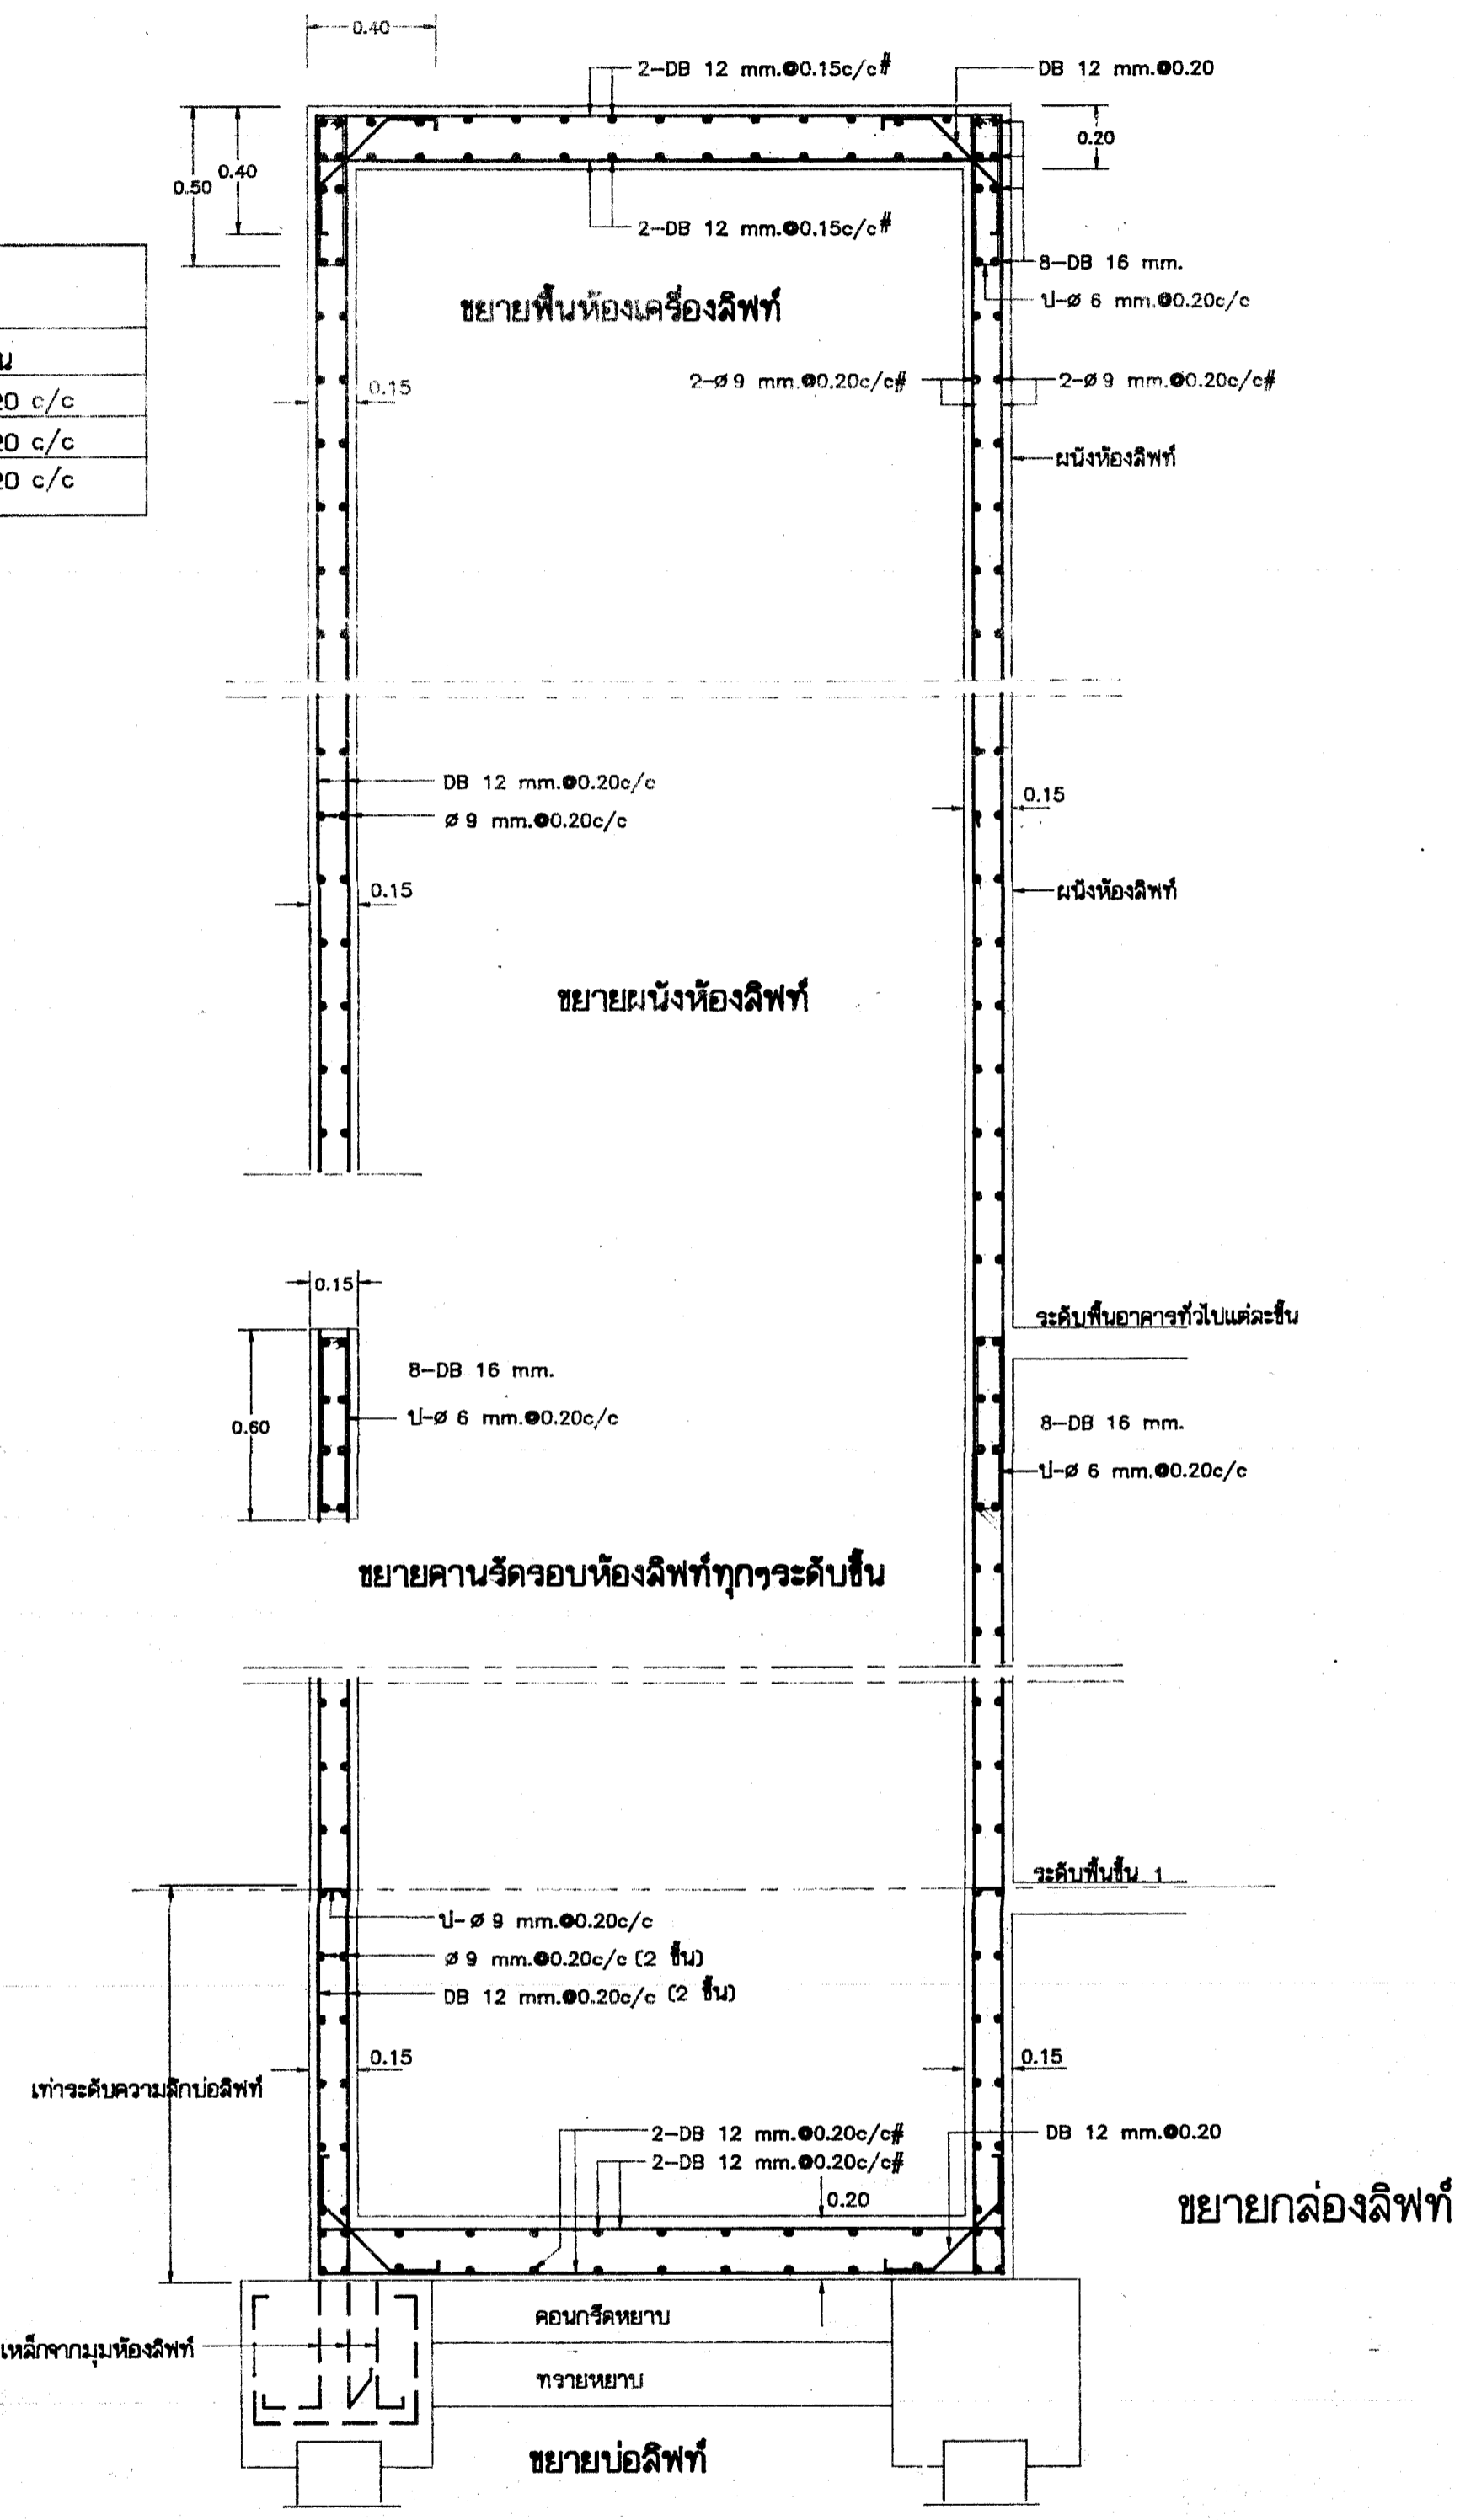 0.40
2-DB 12 mm.@0.15c/c#
DB 12 mm.@0.20
0.20
0.50
0.40
2-DB 12 mm.@0.15c/c#
8-DB 16 mm.
ป-ø 6 mm.@0.20c/c
ขยายพื้นห้องเครื่องลิฟท์
น
20 c/c
20 c/c
20 c/c
0.15
2-ø 9 mm.@0.20c/c#
2-ø 9 mm.@0.20c/c#
ผนังห้องลิฟท์
DB 12 mm.@0.20c/c
ø 9 mm.@0.20c/c
0.15
0.15
ผนังห้องลิฟท์
ขยายผนังห้องลิฟท์
0.15
ระดับพื้นอาคารทั่วไปแต่ละชั้น
8-DB 16 mm.
ป-ø 6 mm.@0.20c/c
0.60
8-DB 16 mm.
ป-ø 6 mm.@0.20c/c
ขยายคานรัดรอบห้องลิฟท์ทุกๆระดับชั้น
ระดับพื้นชั้น 1
ป-ø 9 mm.@0.20c/c
ø 9 mm.@0.20c/c (2 ชั้น)
DB 12 mm.@0.20c/c (2 ชั้น)
0.15
0.15
เท่าระดับความลึกบ่อลิฟท์
2-DB 12 mm.@0.20c/c#
2-DB 12 mm.@0.20c/c#
DB 12 mm.@0.20
0.20
ขยายกล่องลิฟท์
คอนกรีตหยาบ
เหล็กจากมุมห้องลิฟท์
ทรายหยาบ
ขยายบ่อลิฟท์